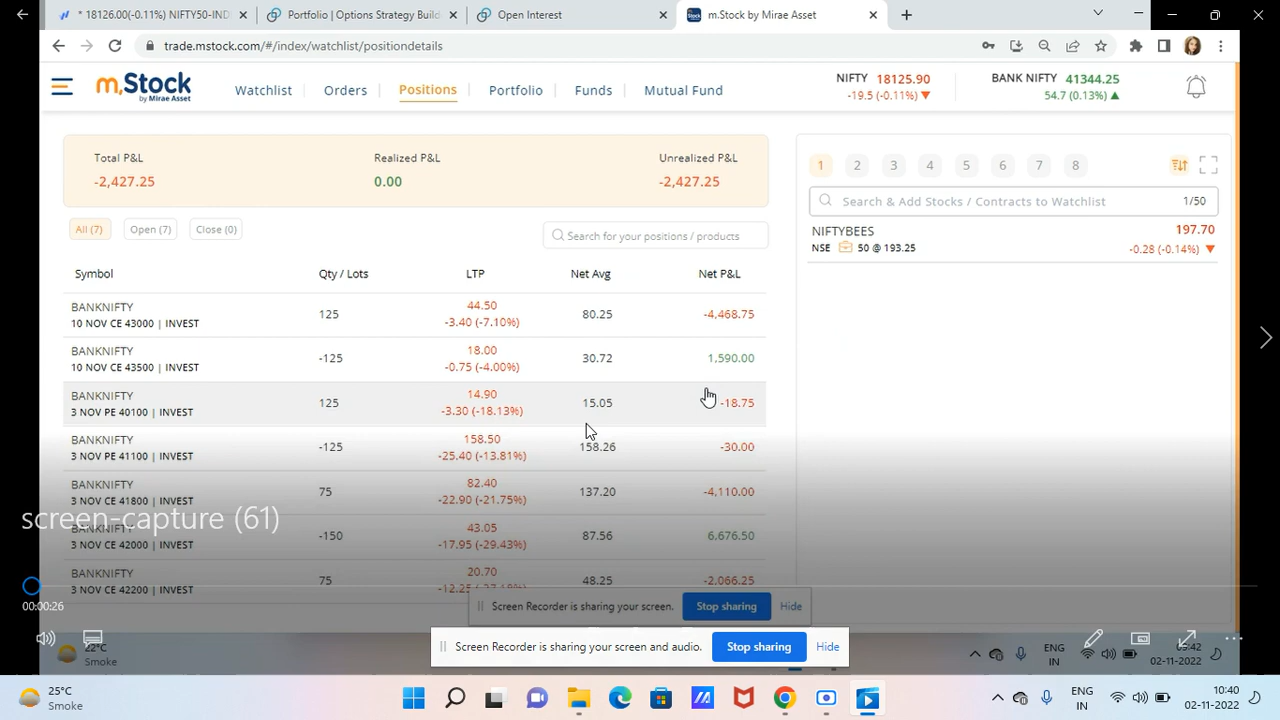 * 18126.00(-0.11%) NIFTY50-IND
Portfolio | Options Strategy Build
Open Interest
m.Stock by Mirae Asset
trade.mstock.com/#/index/watchlist/positiondetails
m.Stock
by Mirae Asset
Watchlist
Orders
Positions
Portfolio
Funds
Mutual Fund
NIFTY 18125.90
-19.5 (-0.11%)
BANK NIFTY 41344.25
54.7 (0.13%)
Total P&L
-2,427.25
Realized P&L
0.00
Unrealized P&L
-2,427.25
1 2 3 4 5 6 7 8
Search & Add Stocks / Contracts to Watchlist 1/50
NIFTYBEES 197.70
NSE 50 @ 193.25 -0.28 (-0.14%)
All (7) Open (7) Close (0)
Search for your positions / products
Symbol Qty / Lots LTP Net Avg Net P&L
BANKNIFTY
10 NOV CE 43000 | INVEST
125
44.50
-3.40 (-7.10%)
80.25
-4,468.75
BANKNIFTY
10 NOV CE 43500 | INVEST
-125
18.00
-0.75 (-4.00%)
30.72
1,590.00
BANKNIFTY
3 NOV PE 40100 | INVEST
125
14.90
-3.30 (-18.13%)
15.05
-18.75
BANKNIFTY
3 NOV PE 41100 | INVEST
-125
158.50
-25.40 (-13.81%)
158.26
-30.00
BANKNIFTY
3 NOV CE 41800 | INVEST
75
82.40
-22.90 (-21.75%)
137.20
-4,110.00
screen-capture (61)
BANKNIFTY
3 NOV CE 42000 | INVEST
-150
43.05
-17.95 (-29.43%)
87.56
6,676.50
BANKNIFTY
3 NOV CE 42200 | INVEST
75
20.70
48.25
-2,066.25
00:00:26
Screen Recorder is sharing your screen. Stop sharing Hide
Screen Recorder is sharing your screen and audio. Stop sharing Hide
22°C
Smoke
ENG
IN
02-11-2022
25°C
Smoke
ENG
IN
10:40
02-11-2022